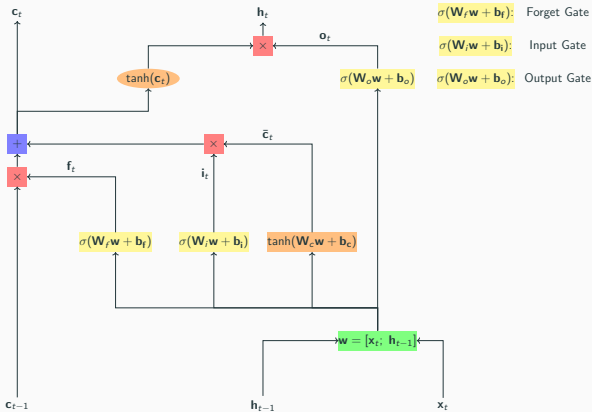 c_t
h_t
σ(W_f w + b_f): Forget Gate
o_t
×
σ(W_i w + b_i): Input Gate
tanh(c_t)
σ(W_o w + b_o)
σ(W_o w + b_o): Output Gate
+
×
c̄_t
×
f_t
i_t
σ(W_f w + b_f)
σ(W_i w + b_i)
tanh(W_c w + b_c)
w = [x_t; h_{t−1}]
c_{t−1}
h_{t−1}
x_t